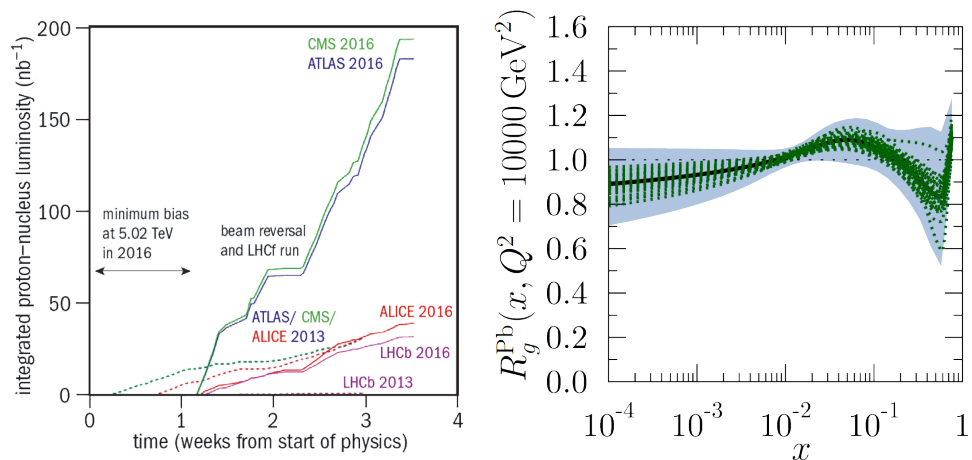 integrated proton–nucleus luminosity (nb⁻¹)
200
150
100
50
0
CMS 2016
ATLAS 2016
minimum bias
at 5.02 TeV
in 2016
beam reversal
and LHCf run
ATLAS/ CMS/
ALICE 2013
ALICE 2016
LHCb 2016
LHCb 2013
0 1 2 3 4
time (weeks from start of physics)
R_g^Pb(x, Q² = 10000 GeV²)
1.6
1.4
1.2
1.0
0.8
0.6
0.4
0.2
0.0
10⁻⁴ 10⁻³ 10⁻² 10⁻¹ 1
x